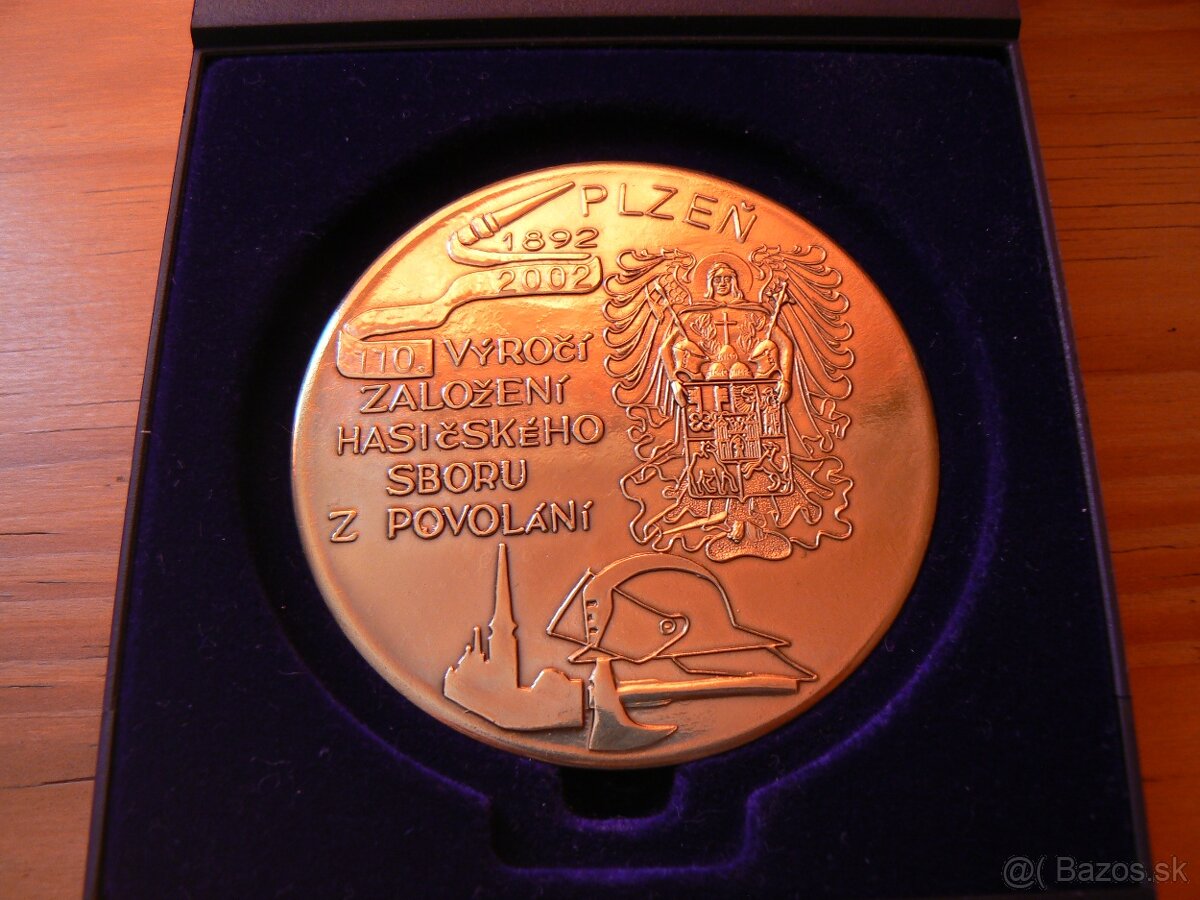 PLZEŇ
1892
2002
110. VÝROČÍ
ZALOŽENÍ
HASIČSKÉHO
SBORU
Z POVOLÁNÍ
@( Bazos.sk